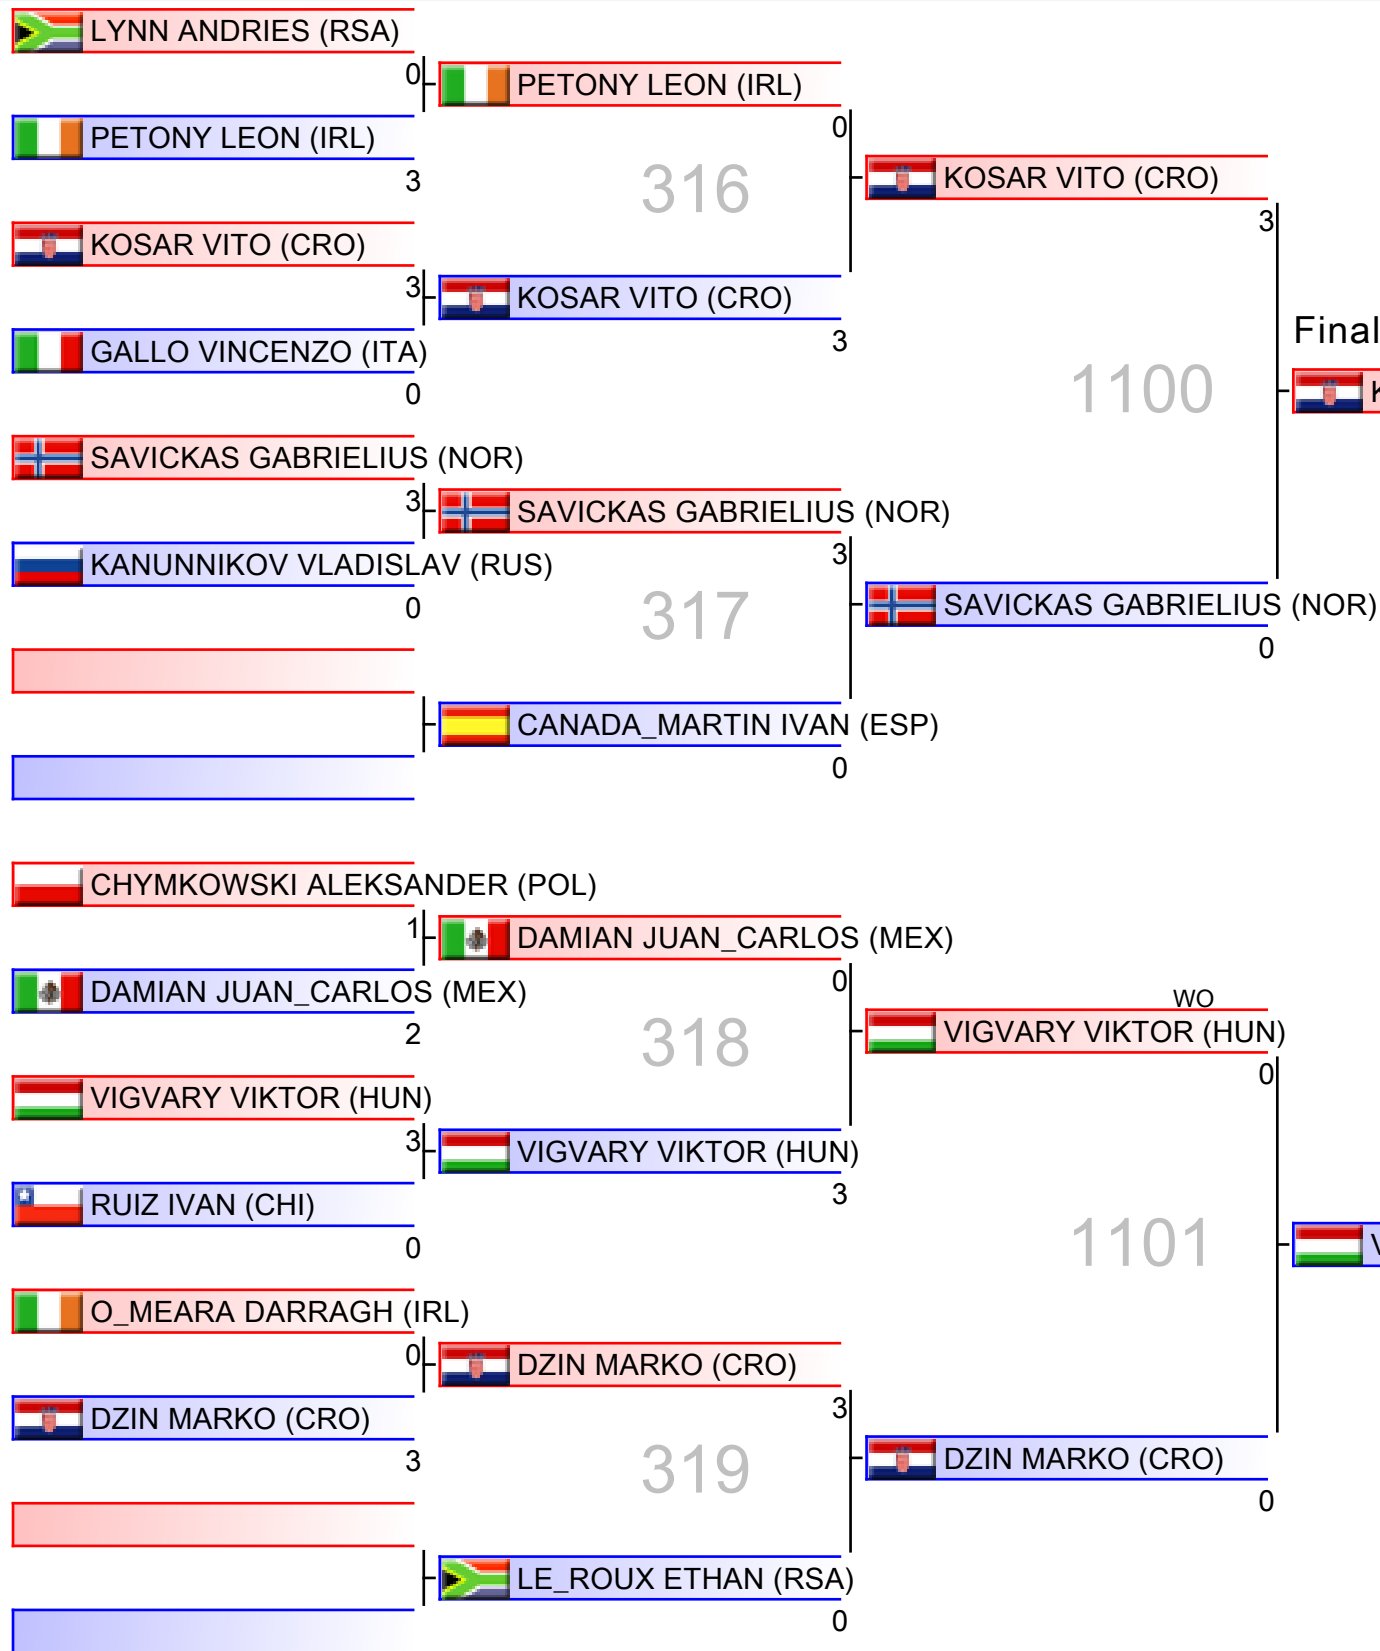 LYNN ANDRIES (RSA)
0
PETONY LEON (IRL)
PETONY LEON (IRL)
3
0
316
KOSAR VITO (CRO)
KOSAR VITO (CRO)
3
3
KOSAR VITO (CRO)
GALLO VINCENZO (ITA)
0
3
Final
1100
K
SAVICKAS GABRIELIUS (NOR)
3
SAVICKAS GABRIELIUS (NOR)
KANUNNIKOV VLADISLAV (RUS)
0
3
317
SAVICKAS GABRIELIUS (NOR)
0
CANADA_MARTIN IVAN (ESP)
0
CHYMKOWSKI ALEKSANDER (POL)
1
DAMIAN JUAN_CARLOS (MEX)
DAMIAN JUAN_CARLOS (MEX)
2
0
318
WO
VIGVARY VIKTOR (HUN)
0
VIGVARY VIKTOR (HUN)
3
VIGVARY VIKTOR (HUN)
RUIZ IVAN (CHI)
0
3
1101
V
O_MEARA DARRAGH (IRL)
0
DZIN MARKO (CRO)
DZIN MARKO (CRO)
3
3
319
DZIN MARKO (CRO)
0
LE_ROUX ETHAN (RSA)
0